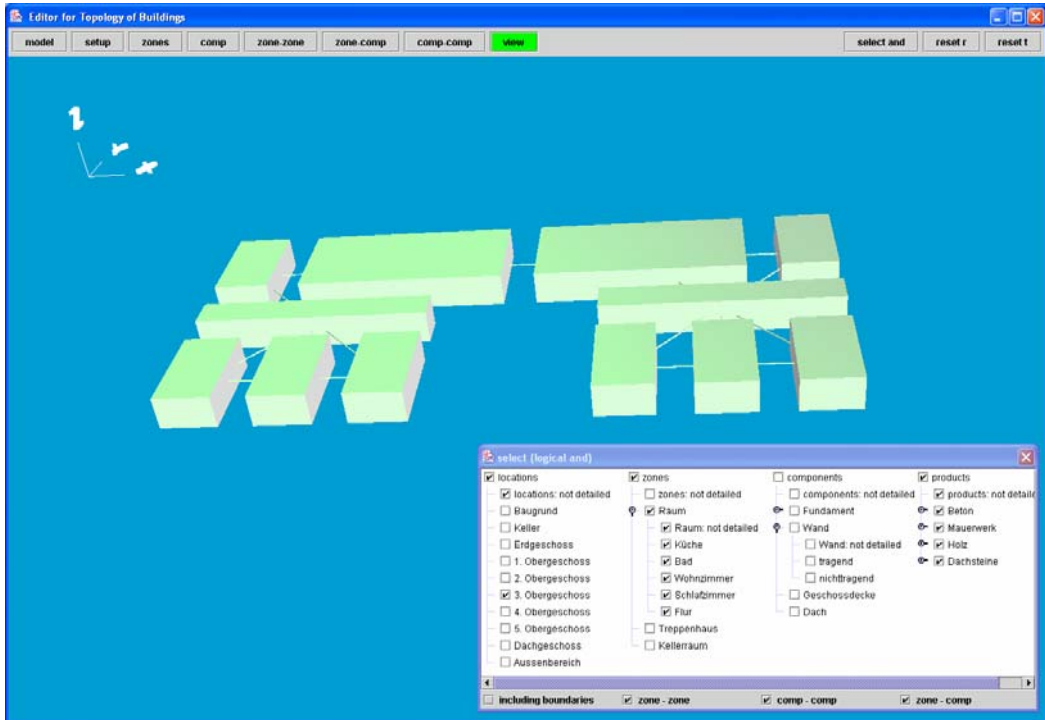 Editor for Topology of Buildings
model setup zones comp zone-zone zone-comp comp-comp view select and reset r reset t
z
Y
x
select (logical and)
locations zones components products
locations: not detailed zones: not detailed components: not detailed products: not detaile
Baugrund Raum Fundament Beton
Keller Raum: not detailed Wand Mauerwerk
Erdgeschoss Küche Wand: not detailed Holz
1. Obergeschoss Bad tragend Dachsteine
2. Obergeschoss Wohnzimmer nichttragend
3. Obergeschoss Schlafzimmer Geschossdecke
4. Obergeschoss Flur Dach
5. Obergeschoss Treppenhaus
Dachgeschoss Kellerraum
Aussenbereich
including boundaries zone - zone comp - comp zone - comp